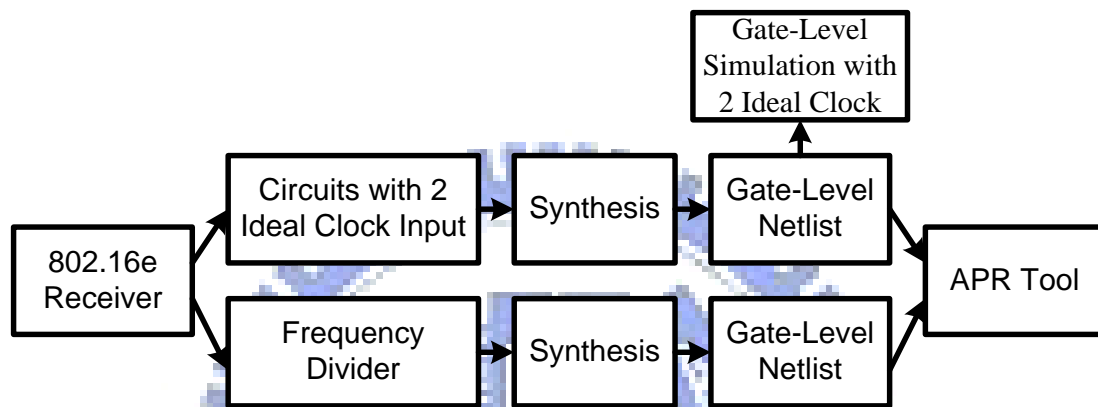 Gate-Level
Simulation with
2 Ideal Clock
Circuits with 2
Ideal Clock Input
Synthesis
Gate-Level
Netlist
802.16e
Receiver
APR Tool
Frequency
Divider
Synthesis
Gate-Level
Netlist